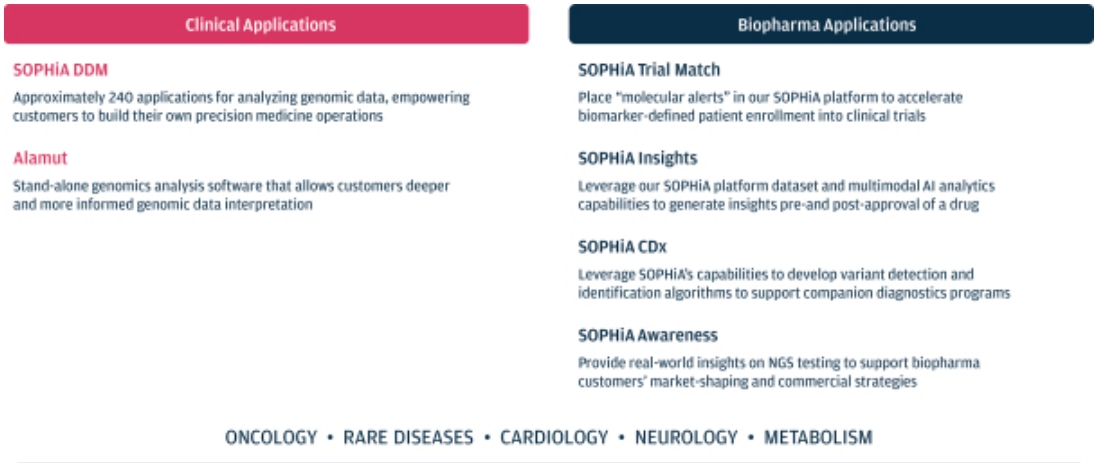 Clinical Applications
SOPHiA DDM
Approximately 240 applications for analyzing genomic data, empowering
customers to build their own precision medicine operations
Alamut
Stand-alone genomics analysis software that allows customers deeper
and more informed genomic data interpretation
Biopharma Applications
SOPHiA Trial Match
Place “molecular alerts” in our SOPHiA platform to accelerate
biomarker-defined patient enrollment into clinical trials
SOPHiA Insights
Leverage our SOPHiA platform dataset and multimodal AI analytics
capabilities to generate insights pre-and post-approval of a drug
SOPHiA CDx
Leverage SOPHiA’s capabilities to develop variant detection and
identification algorithms to support companion diagnostics programs
SOPHiA Awareness
Provide real-world insights on NGS testing to support biopharma
customers’ market-shaping and commercial strategies
ONCOLOGY • RARE DISEASES • CARDIOLOGY • NEUROLOGY • METABOLISM